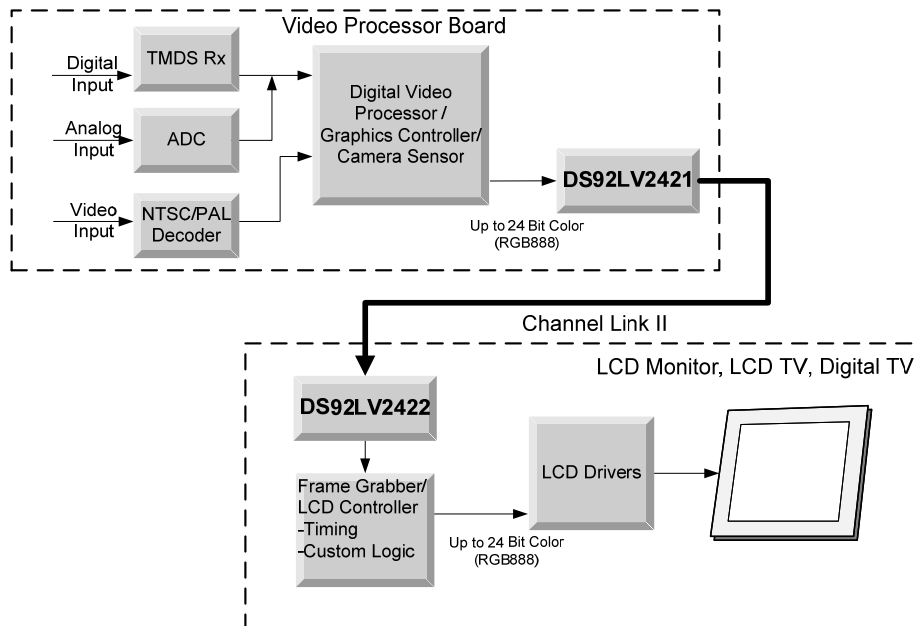 Video Processor Board
Digital
Input
TMDS Rx
Analog
Input
ADC
Video
Input
NTSC/PAL
Decoder
Digital Video
Processor /
Graphics Controller/
Camera Sensor
DS92LV2421
Up to 24 Bit Color
(RGB888)
Channel Link II
LCD Monitor, LCD TV, Digital TV
DS92LV2422
Frame Grabber/
LCD Controller
-Timing
-Custom Logic
Up to 24 Bit Color
(RGB888)
LCD Drivers